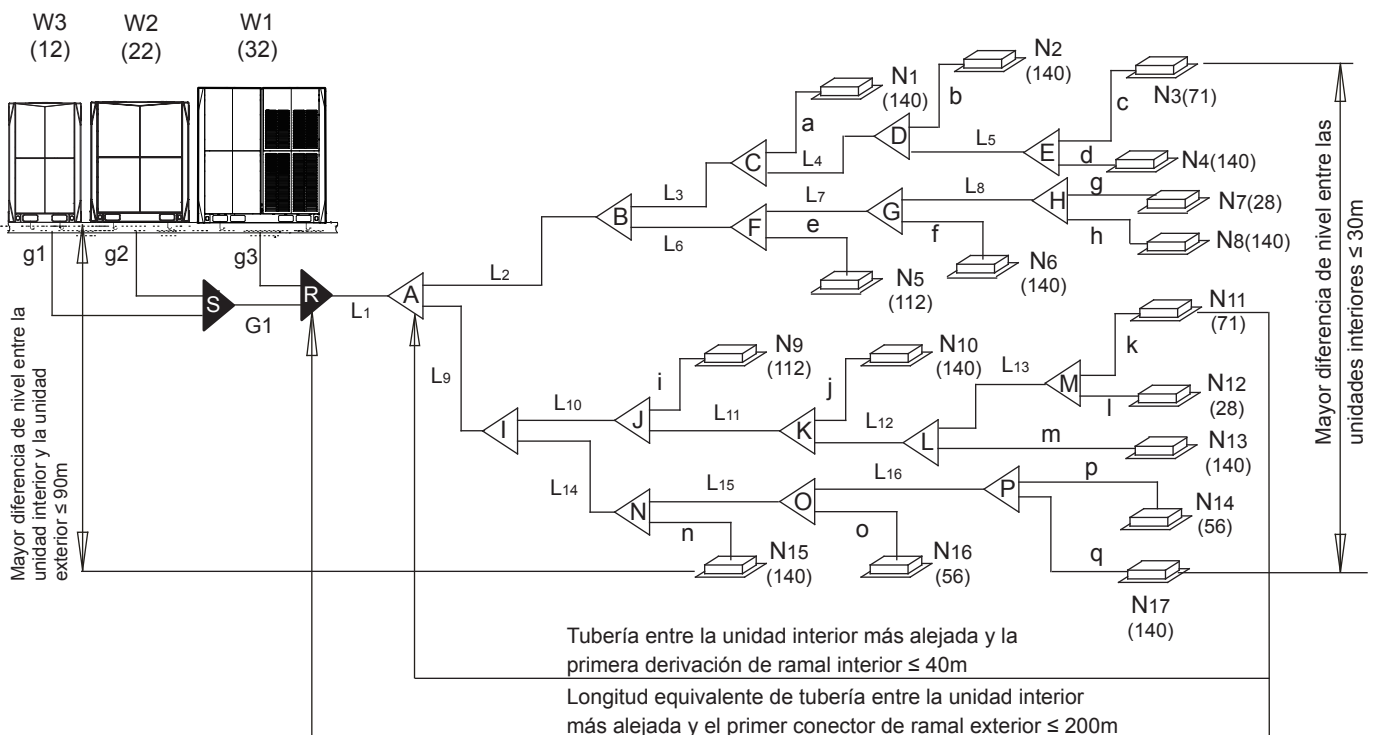 W3
(12)
W2
(22)
W1
(32)
g1
g2
g3
S
G1
R
L1
A
L2
B
L3
C
a
N1
(140)
L4
D
b
N2
(140)
L5
E
c
N3(71)
d
N4(140)
L6
F
e
N5
(112)
L7
G
f
N6
(140)
L8
H
g
N7(28)
h
N8(140)
L9
I
L10
J
i
N9
(112)
L11
K
j
N10
(140)
L12
L
L13
M
k
N11
(71)
l
N12
(28)
m
N13
(140)
L14
N
n
N15
(140)
L15
O
o
N16
(56)
L16
P
p
N14
(56)
q
N17
(140)
Mayor diferencia de nivel entre la
unidad interior y la unidad
exterior ≤ 90m
Mayor diferencia de nivel entre las
unidades interiores ≤ 30m
Tubería entre la unidad interior más alejada y la
primera derivación de ramal interior ≤ 40m
Longitud equivalente de tubería entre la unidad interior
más alejada y el primer conector de ramal exterior ≤ 200m